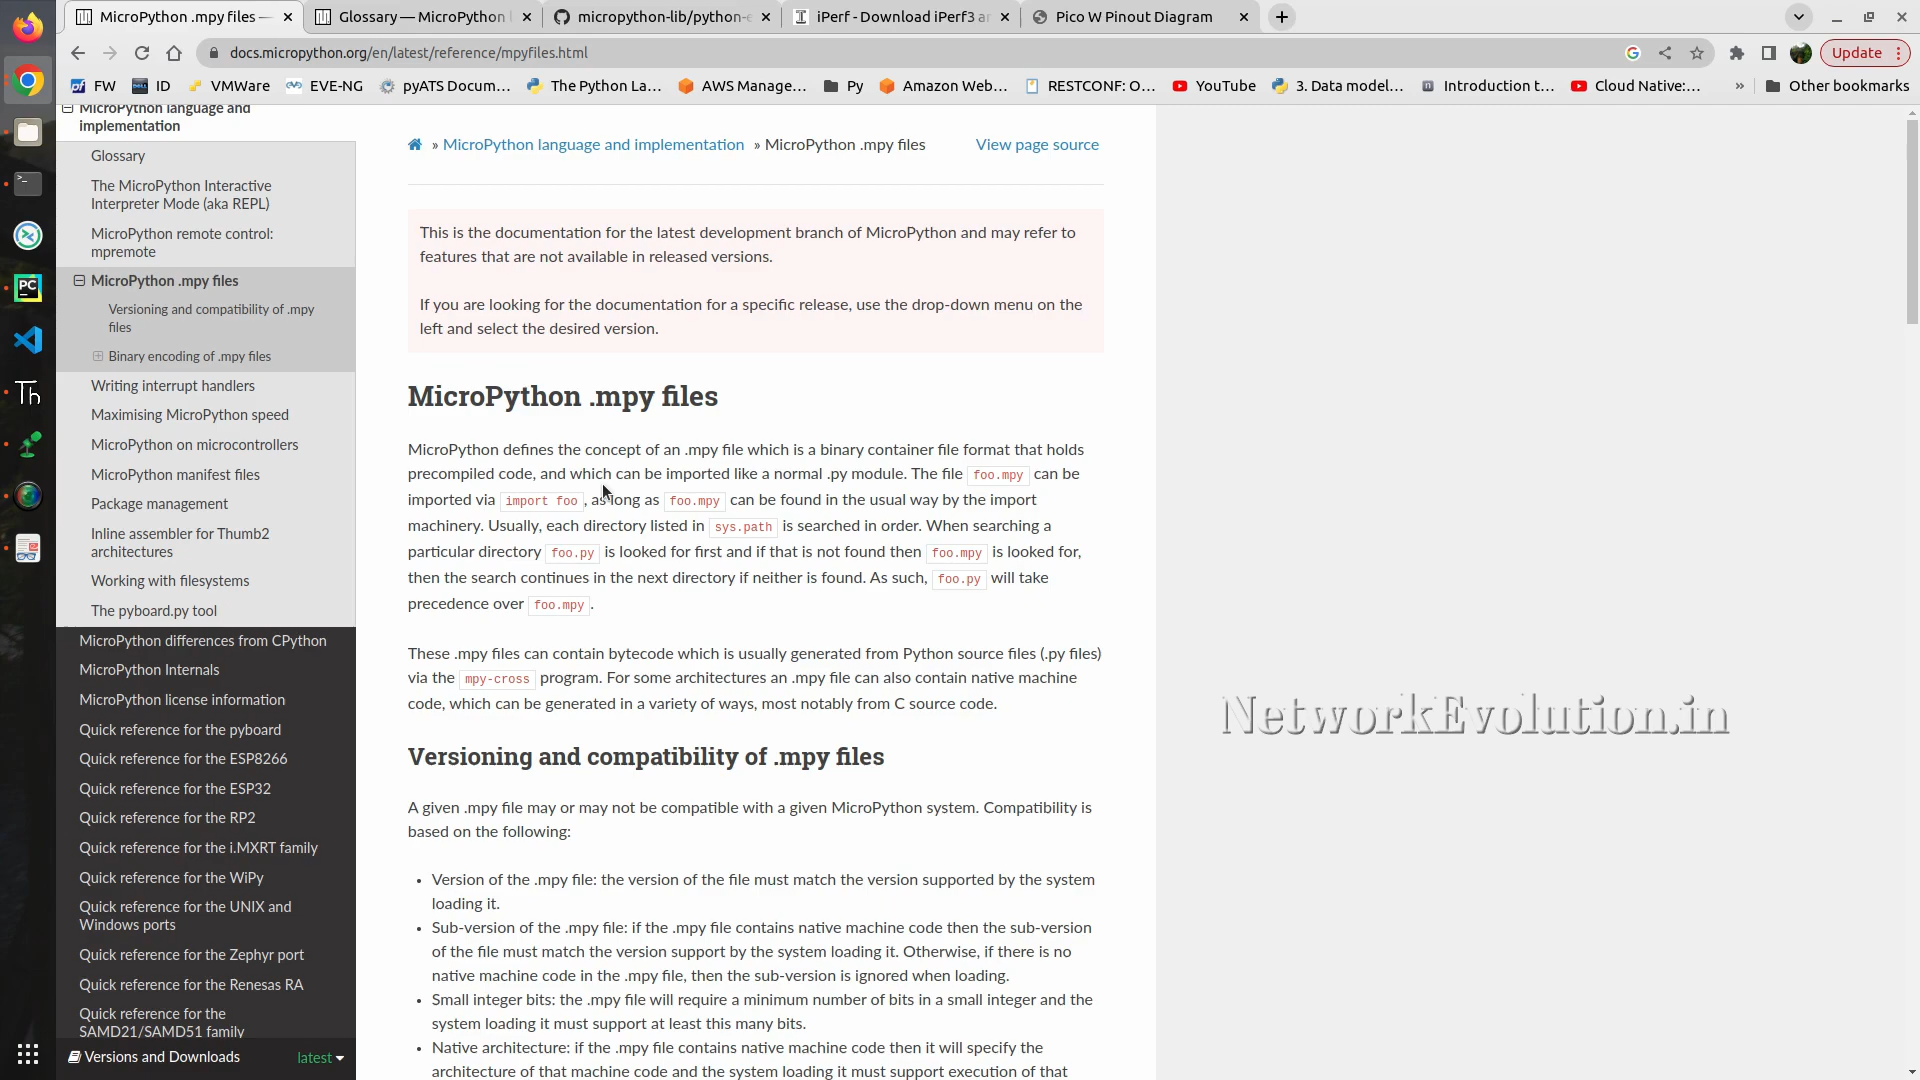 MicroPython .mpy files —
Glossary — MicroPython
micropython-lib/python-e
iPerf - Download iPerf3 ar
Pico W Pinout Diagram
docs.micropython.org/en/latest/reference/mpyfiles.html
Update
FW
ID
VMWare
EVE-NG
pyATS Docum...
The Python La...
AWS Manage...
Py
Amazon Web...
RESTCONF: O...
YouTube
3. Data model...
Introduction t...
Cloud Native:...
»
Other bookmarks
MicroPython language and
implementation
Glossary
The MicroPython Interactive
Interpreter Mode (aka REPL)
MicroPython remote control:
mpremote
MicroPython .mpy files
Versioning and compatibility of .mpy
files
Binary encoding of .mpy files
Writing interrupt handlers
Maximising MicroPython speed
MicroPython on microcontrollers
MicroPython manifest files
Package management
Inline assembler for Thumb2
architectures
Working with filesystems
The pyboard.py tool
MicroPython differences from CPython
MicroPython Internals
MicroPython license information
Quick reference for the pyboard
Quick reference for the ESP8266
Quick reference for the ESP32
Quick reference for the RP2
Quick reference for the i.MXRT family
Quick reference for the WiPy
Quick reference for the UNIX and
Windows ports
Quick reference for the Zephyr port
Quick reference for the Renesas RA
Quick reference for the
SAMD21/SAMD51 family
Versions and Downloads latest
» MicroPython language and implementation » MicroPython .mpy files View page source
This is the documentation for the latest development branch of MicroPython and may refer to
features that are not available in released versions.
If you are looking for the documentation for a specific release, use the drop-down menu on the
left and select the desired version.
MicroPython .mpy files
MicroPython defines the concept of an .mpy file which is a binary container file format that holds
precompiled code, and which can be imported like a normal .py module. The file foo.mpy can be
imported via import foo, as long as foo.mpy can be found in the usual way by the import
machinery. Usually, each directory listed in sys.path is searched in order. When searching a
particular directory foo.py is looked for first and if that is not found then foo.mpy is looked for,
then the search continues in the next directory if neither is found. As such, foo.py will take
precedence over foo.mpy.
These .mpy files can contain bytecode which is usually generated from Python source files (.py files)
via the mpy-cross program. For some architectures an .mpy file can also contain native machine
code, which can be generated in a variety of ways, most notably from C source code.
Versioning and compatibility of .mpy files
A given .mpy file may or may not be compatible with a given MicroPython system. Compatibility is
based on the following:
• Version of the .mpy file: the version of the file must match the version supported by the system
loading it.
• Sub-version of the .mpy file: if the .mpy file contains native machine code then the sub-version
of the file must match the version support by the system loading it. Otherwise, if there is no
native machine code in the .mpy file, then the sub-version is ignored when loading.
• Small integer bits: the .mpy file will require a minimum number of bits in a small integer and the
system loading it must support at least this many bits.
• Native architecture: if the .mpy file contains native machine code then it will specify the
architecture of that machine code and the system loading it must support execution of that
NetworkEvolution.in
PC
Th